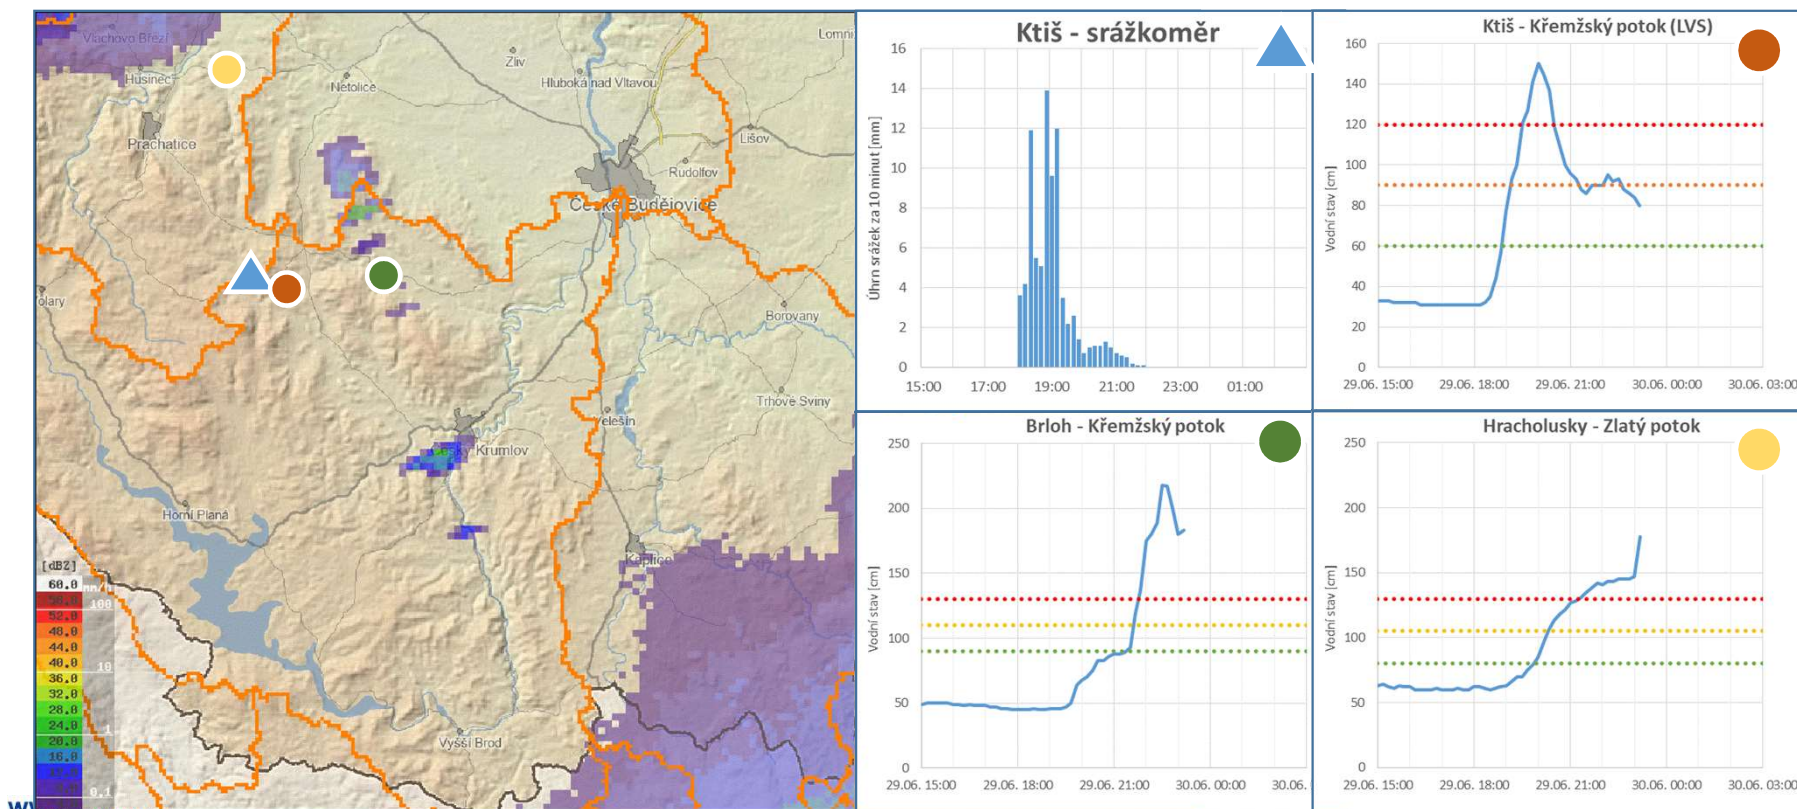 Vlachovo Březí
Husinec
Prachatice
Netolice
Zliv
Hluboká nad Vltavou
Lomni
Lišov
Rudolfov
České Budějovice
olary
Borovany
Trhové Sviny
Velešín
Český Krumlov
Horní Planá
Kaplice
Vyšší Brod
[dBZ]
60.0
56.0
52.0
48.0
44.0
40.0
36.0
32.0
28.0
24.0
20.0
16.0
100
10
1
0.1
Ktiš - srážkoměr
Úhrn srážek za 10 minut [mm]
16
14
12
10
8
6
4
2
0
15:00 17:00 19:00 21:00 23:00 01:00
Ktiš - Křemžský potok (LVS)
Vodní stav [cm]
160
140
120
100
80
60
40
20
0
29.06. 15:00 29.06. 18:00 29.06. 21:00 30.06. 00:00 30.06. 03:00
Brloh - Křemžský potok
Vodní stav [cm]
250
200
150
100
50
0
29.06. 15:00 29.06. 18:00 29.06. 21:00 30.06. 00:00 30.06. 03:
Hracholusky - Zlatý potok
Vodní stav [cm]
250
200
150
100
50
0
29.06. 15:00 29.06. 18:00 29.06. 21:00 30.06. 00:00 30.06. 03:00